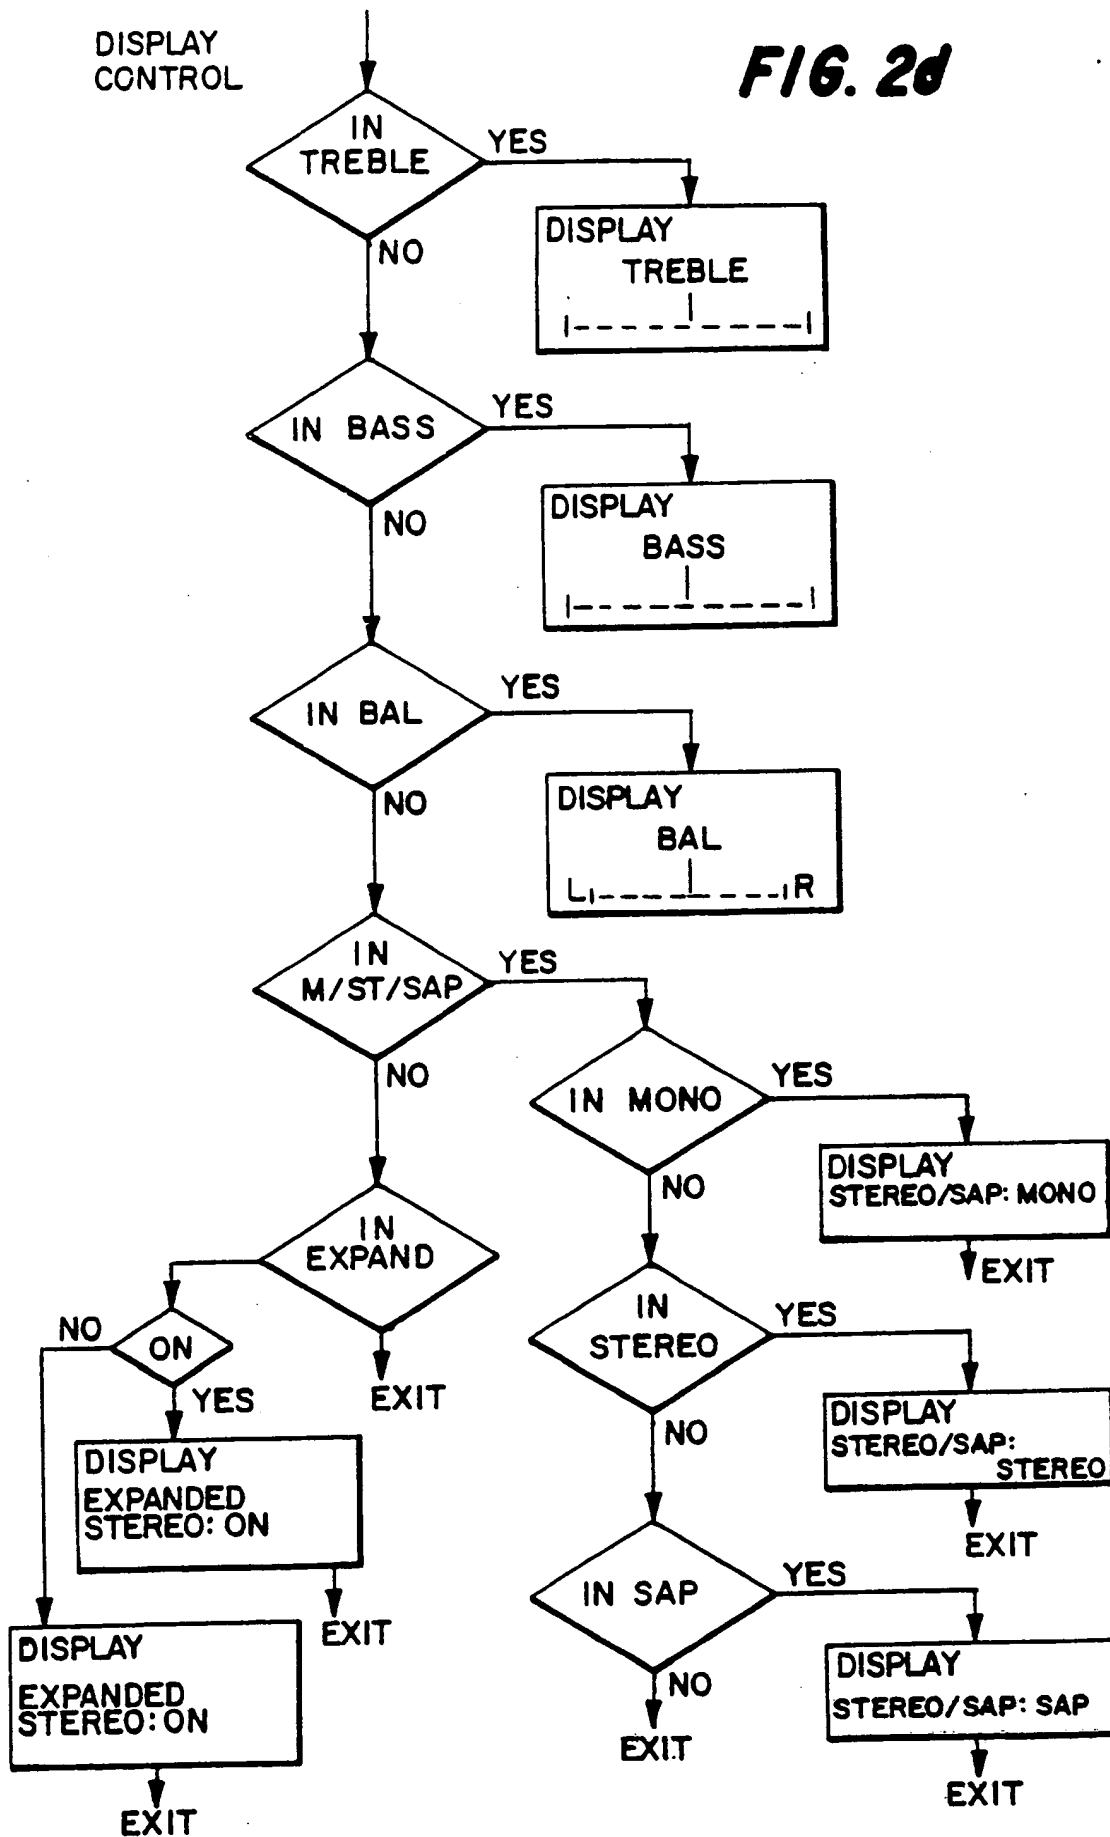 DISPLAY
CONTROL
FIG. 2d
IN
TREBLE
YES
NO
DISPLAY
TREBLE
IN BASS
YES
NO
DISPLAY
BASS
IN BAL
YES
NO
DISPLAY
BAL
L R
IN
M/ST/SAP
YES
NO
IN MONO
YES
NO
DISPLAY
STEREO/SAP: MONO
EXIT
IN
EXPAND
EXIT
NO
ON
YES
DISPLAY
EXPANDED
STEREO: ON
EXIT
DISPLAY
EXPANDED
STEREO: ON
EXIT
IN
STEREO
YES
NO
DISPLAY
STEREO/SAP:
STEREO
EXIT
IN SAP
YES
NO
EXIT
DISPLAY
STEREO/SAP: SAP
EXIT